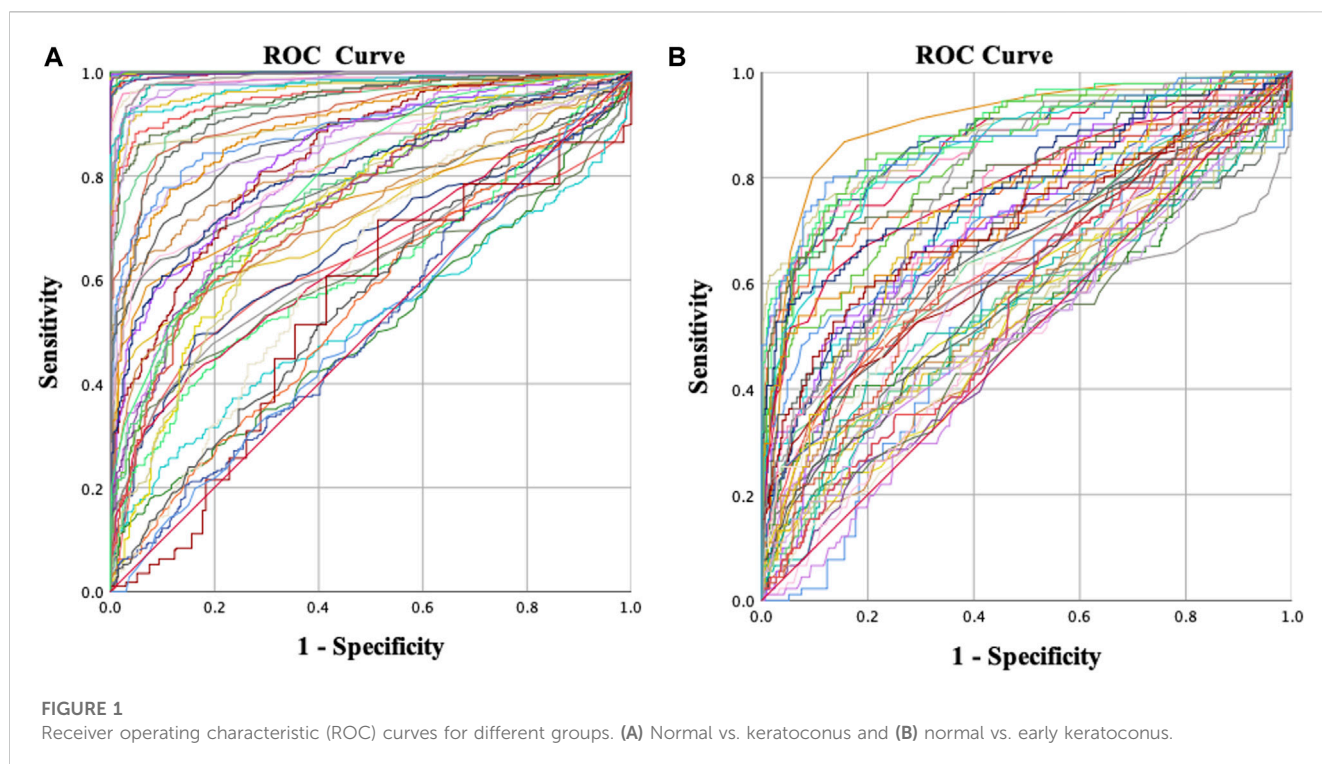 A
ROC Curve
1.0
0.8
0.6
0.4
0.2
0.0
Sensitivity
0.0 0.2 0.4 0.6 0.8 1.0
1 - Specificity
B
ROC Curve
1.0
0.8
0.6
0.4
0.2
0.0
Sensitivity
0.0 0.2 0.4 0.6 0.8 1.0
1 - Specificity
FIGURE 1
Receiver operating characteristic (ROC) curves for different groups. (A) Normal vs. keratoconus and (B) normal vs. early keratoconus.